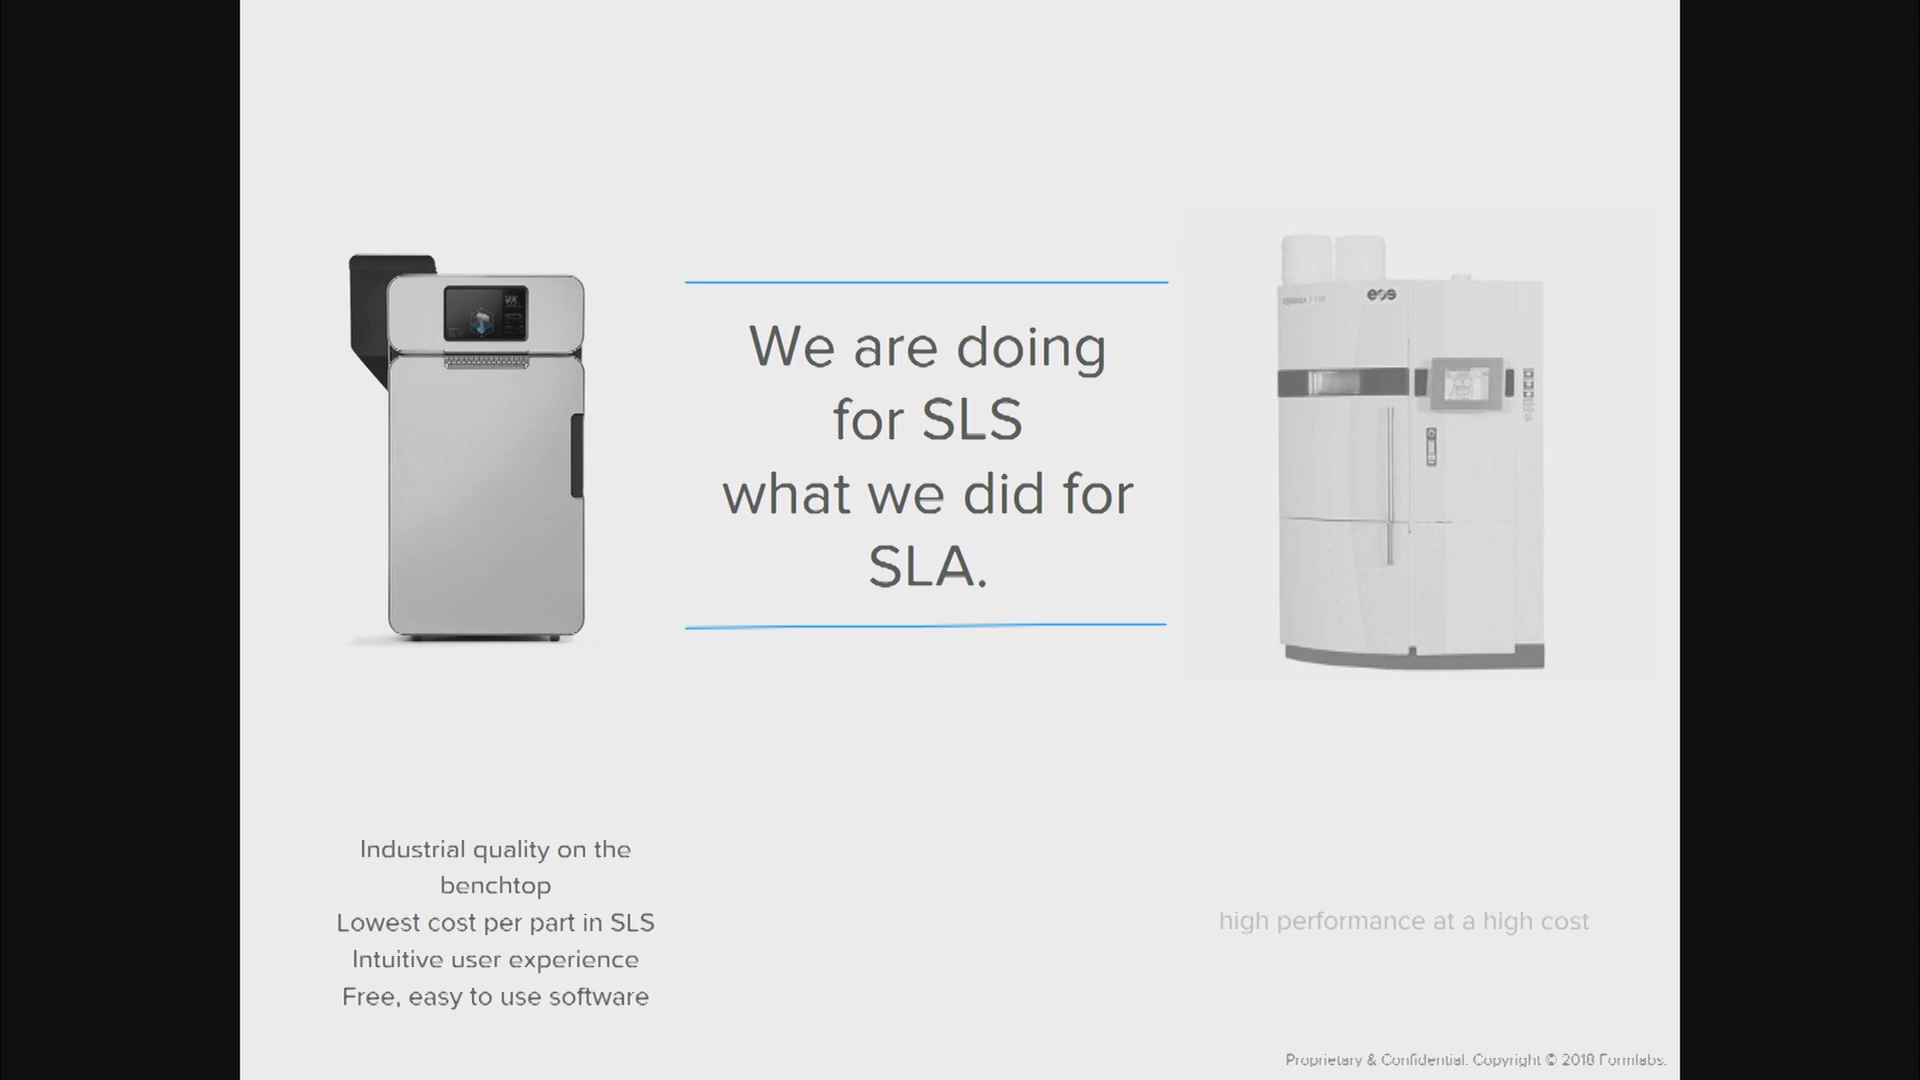 eos
We are doing
for SLS
what we did for
SLA.
Industrial quality on the
benchtop
Lowest cost per part in SLS
Intuitive user experience
Free, easy to use software
high performance at a high cost
Proprietary & Confidential. Copyright © 2018 Formlabs.